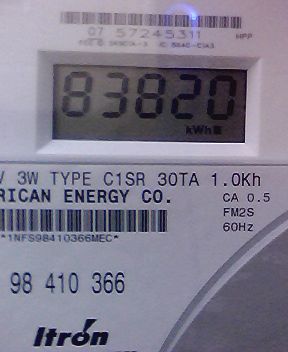 07 57245311
HPP
83820
kWh
V 3W TYPE C1SR 30TA 1.0Kh
RICAN ENERGY CO.
CA 0.5
FM2S
60Hz
*1NFS98410366MEC*
98 410 366
Itron